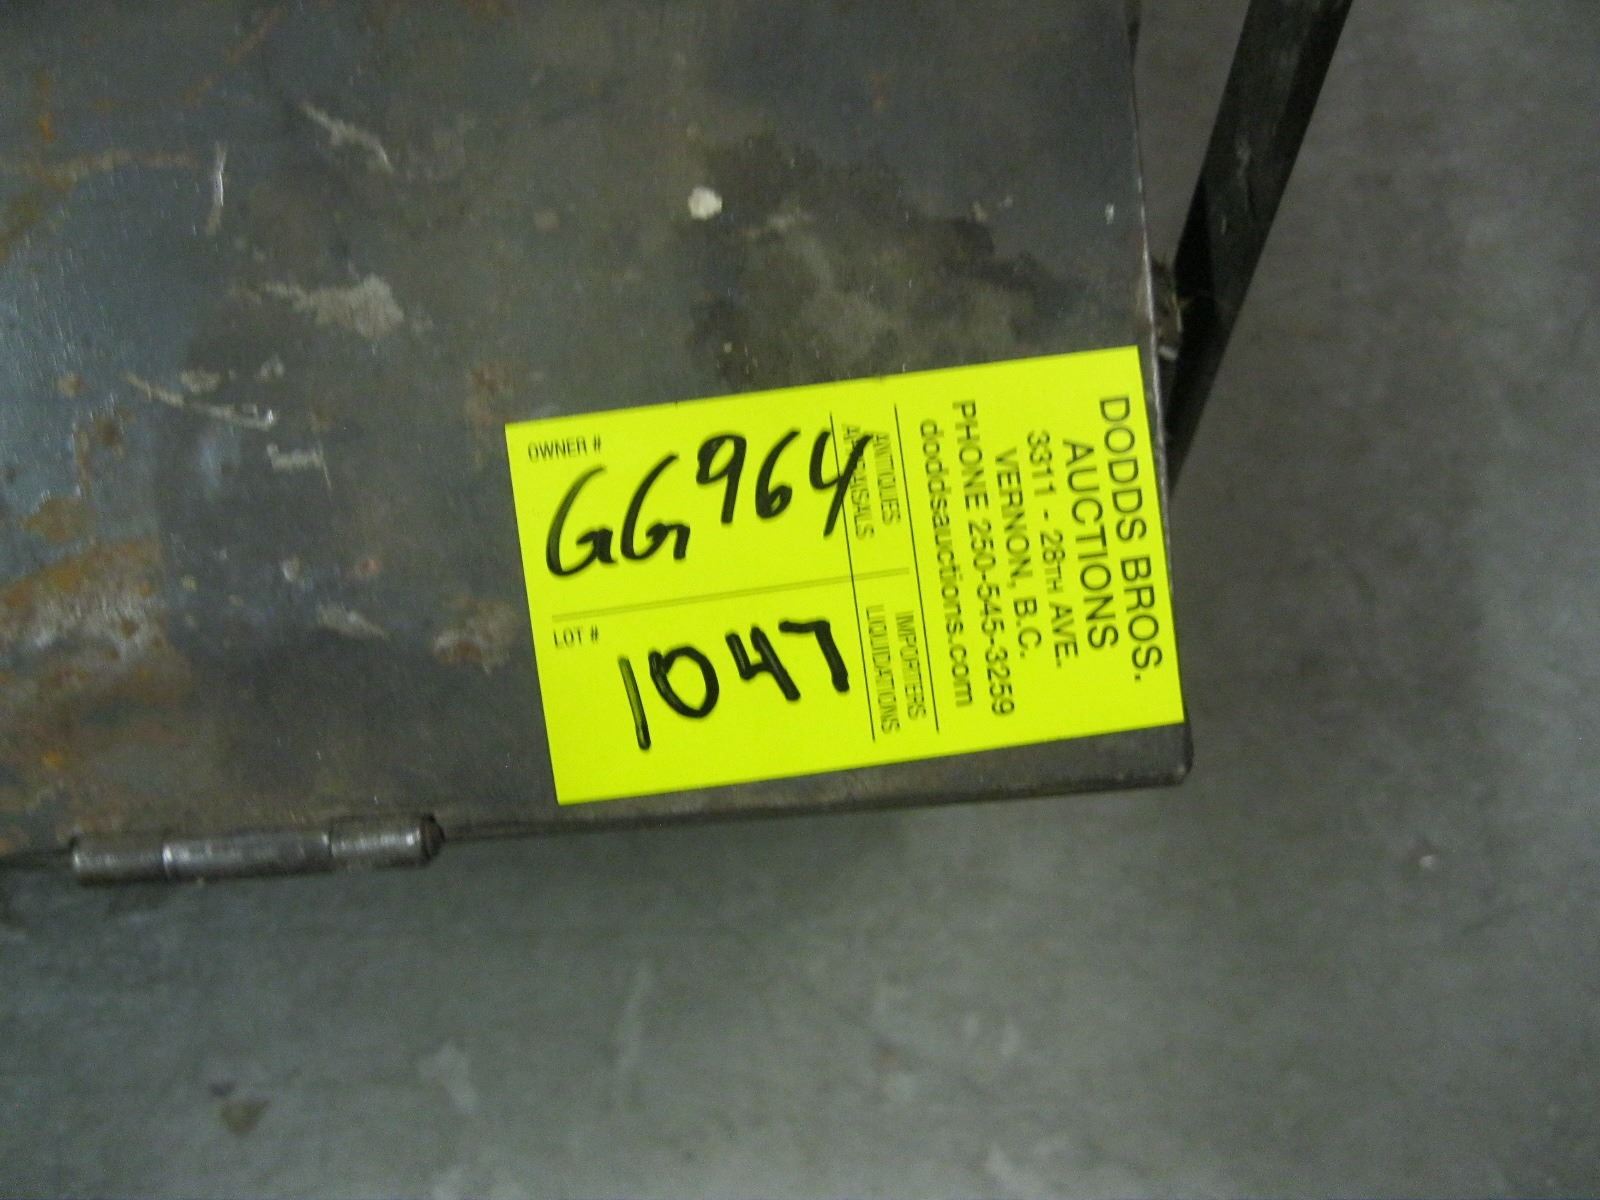 DODDS BROS.
AUCTIONS
3311 - 28TH AVE.
VERNON, B.C.
PHONE 250-545-3259
doddsauctions.com
ANTIQUES IMPORTERS
APPRAISALS LIQUIDATIONS
OWNER #
GG964
LOT #
1047